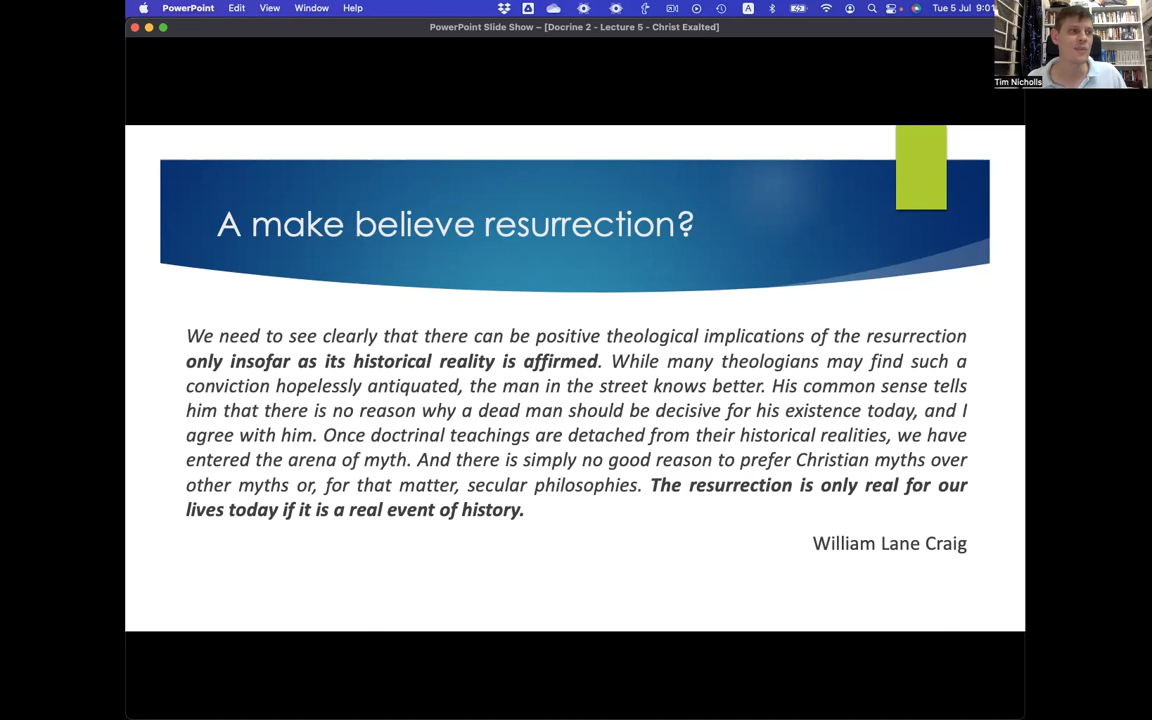 PowerPoint Edit View Window Help A Tue 5 Jul 9:01
PowerPoint Slide Show – [Docrine 2 - Lecture 5 - Christ Exalted]
Tim Nicholls
A make believe resurrection?
We need to see clearly that there can be positive theological implications of the resurrection
only insofar as its historical reality is affirmed. While many theologians may find such a
conviction hopelessly antiquated, the man in the street knows better. His common sense tells
him that there is no reason why a dead man should be decisive for his existence today, and I
agree with him. Once doctrinal teachings are detached from their historical realities, we have
entered the arena of myth. And there is simply no good reason to prefer Christian myths over
other myths or, for that matter, secular philosophies. The resurrection is only real for our
lives today if it is a real event of history.
William Lane Craig